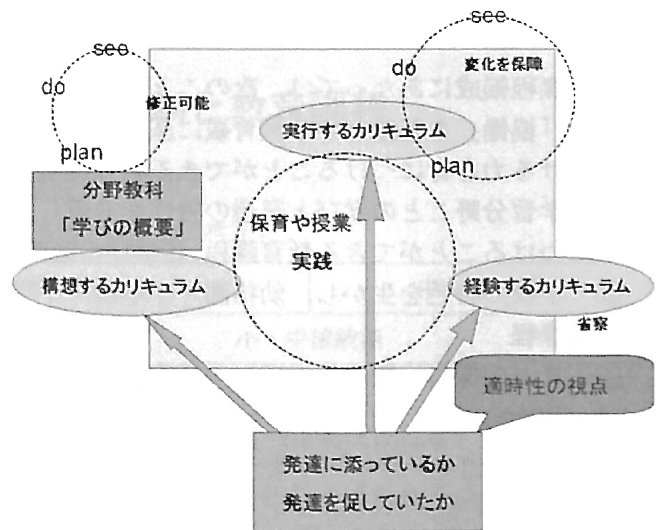 see
do
修正可能
plan
see
do
変化を保障
plan
実行するカリキュラム
分野教科
「学びの概要」
保育や授業
実践
構想するカリキュラム
経験するカリキュラム
省察
適時性の視点
発達に添っているか
発達を促していたか